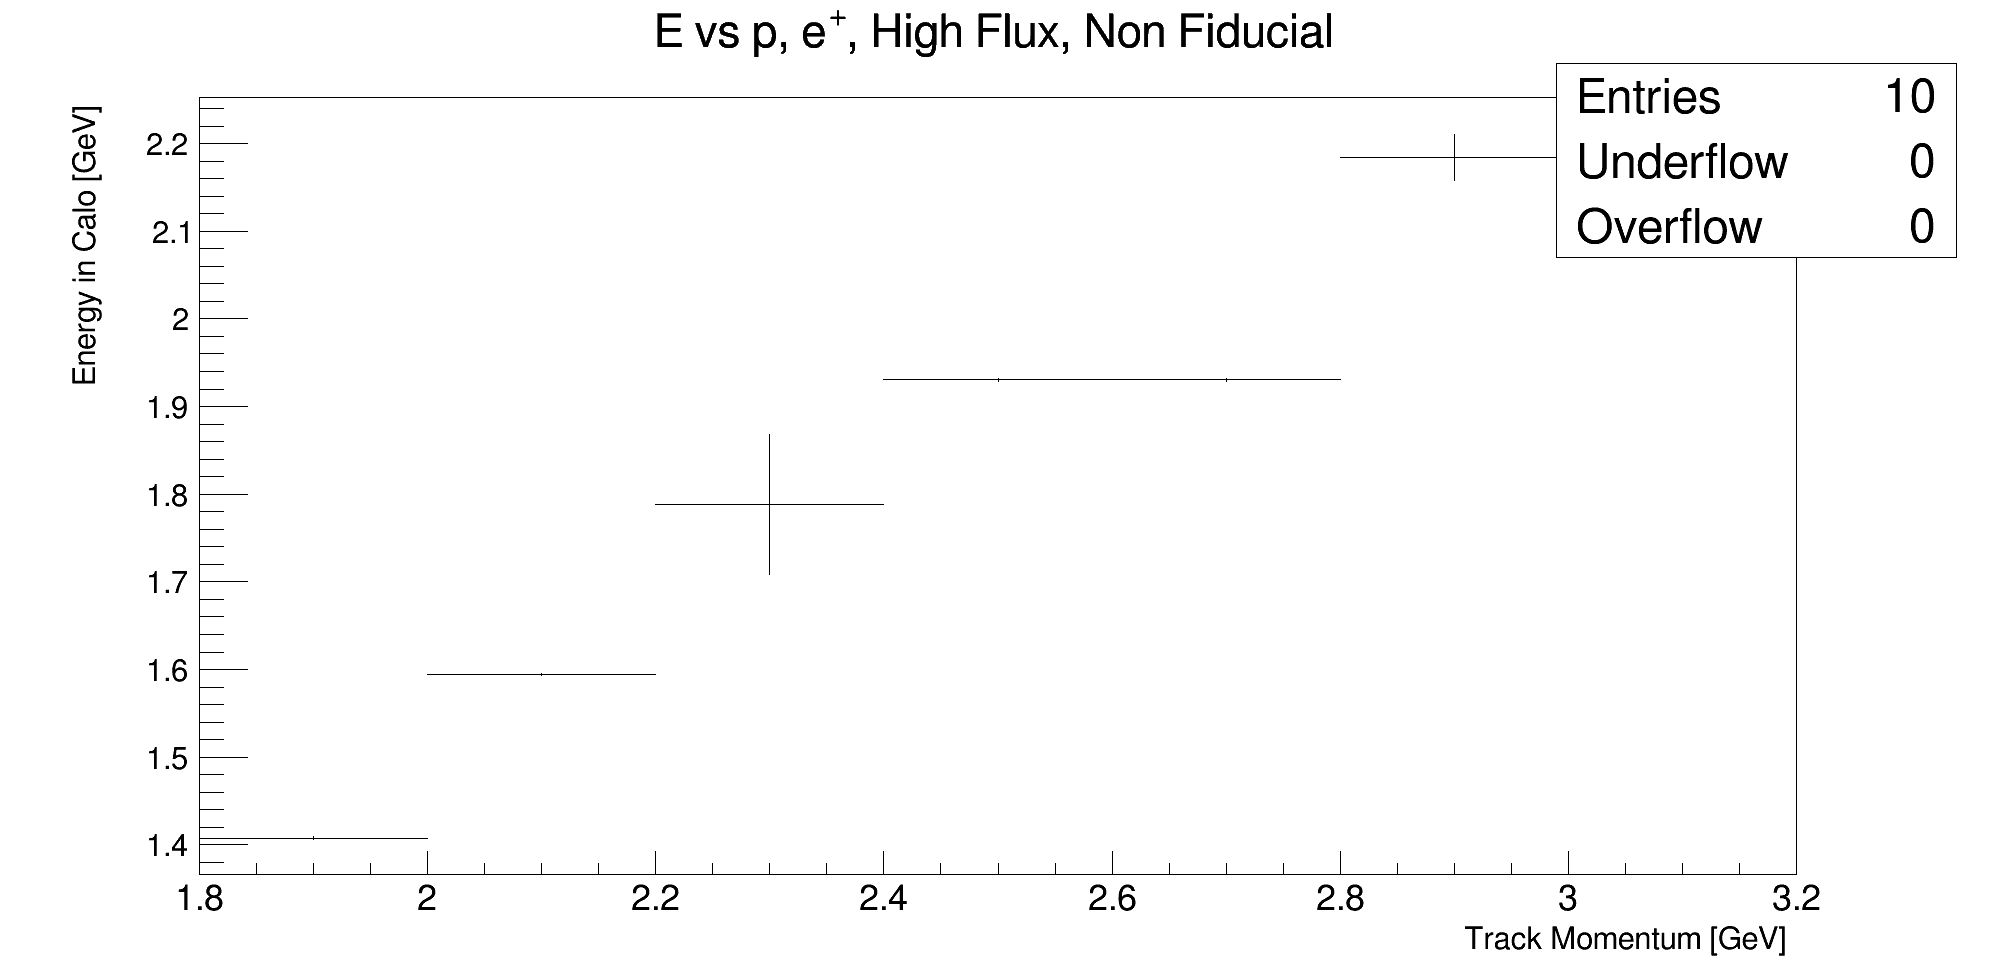 E vs p, e+, High Flux, Non Fiducial
Entries 10
Underflow 0
Overflow 0
Energy in Calo [GeV]
2.2
2.1
2
1.9
1.8
1.7
1.6
1.5
1.4
1.8 2 2.2 2.4 2.6 2.8 3 3.2
Track Momentum [GeV]